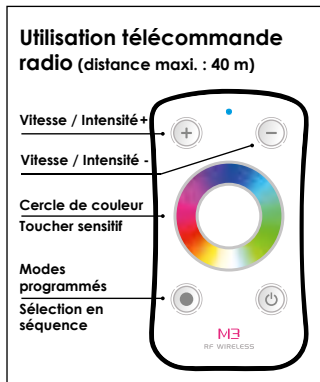 Utilisation télécommande
radio (distance maxi. : 40 m)
Vitesse / Intensité+
Vitesse / Intensité -
Cercle de couleur
Toucher sensitif
Modes
programmés
Sélection en
séquence
M3
RF WIRELESS